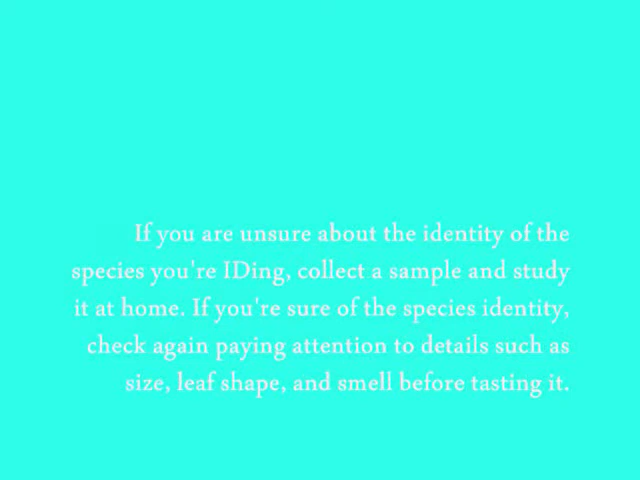 If you are unsure about the identity of the
species you're IDing, collect a sample and study
it at home. If you're sure of the species identity,
check again paying attention to details such as
size, leaf shape, and smell before tasting it.